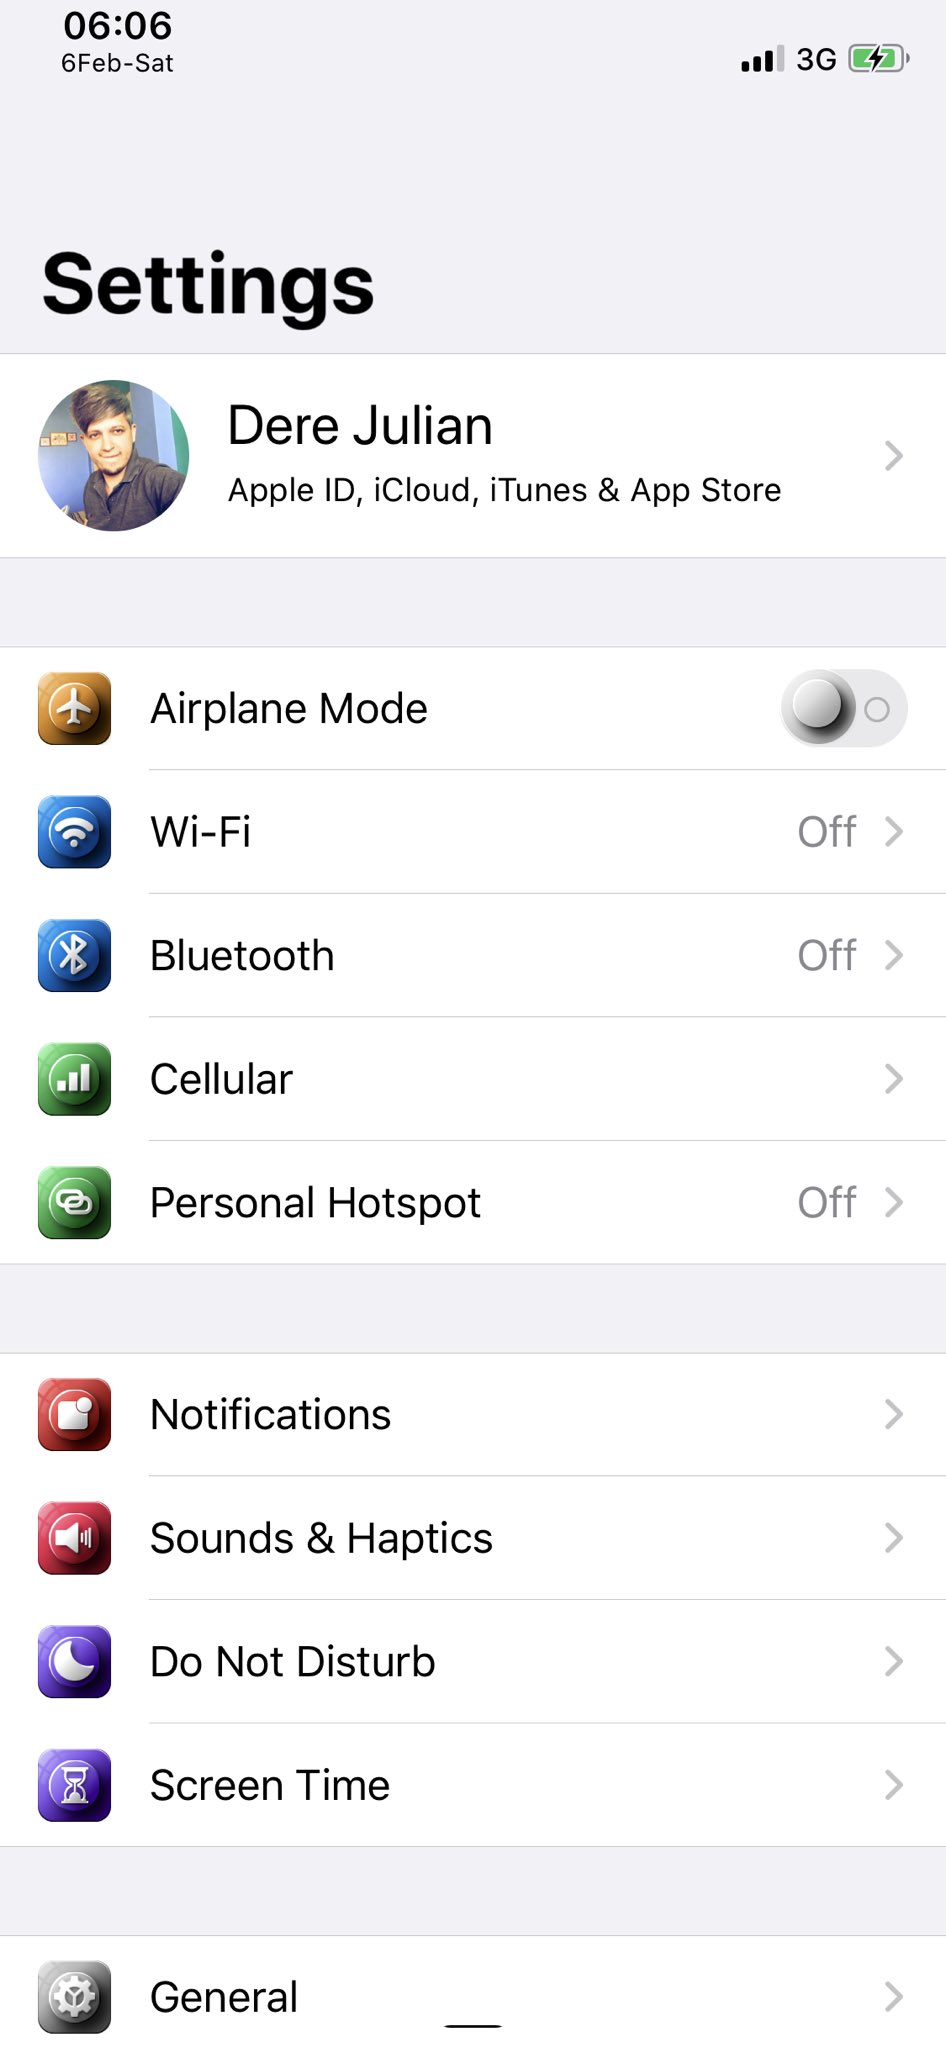 06:06
6Feb-Sat
3G
Settings
Dere Julian
Apple ID, iCloud, iTunes & App Store
Airplane Mode
Wi-Fi
Off
Bluetooth
Off
Cellular
Personal Hotspot
Off
Notifications
Sounds & Haptics
Do Not Disturb
Screen Time
General